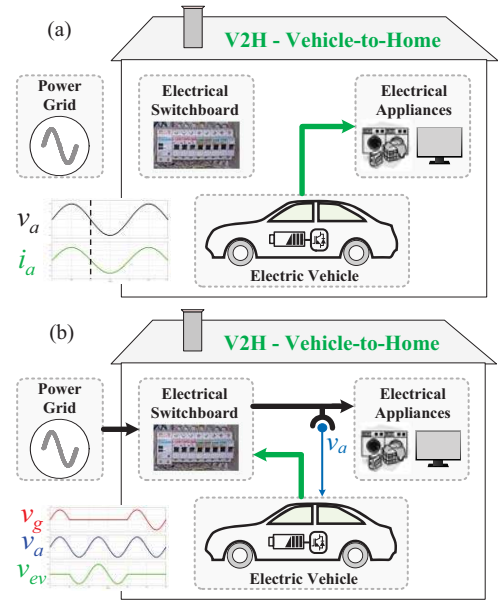 (a)
V2H - Vehicle-to-Home
Power
Grid
Electrical
Switchboard
Electrical
Appliances
v_a
i_a
Electric Vehicle
(b)
V2H - Vehicle-to-Home
Power
Grid
Electrical
Switchboard
Electrical
Appliances
v_a
v_g
v_a
v_ev
Electric Vehicle